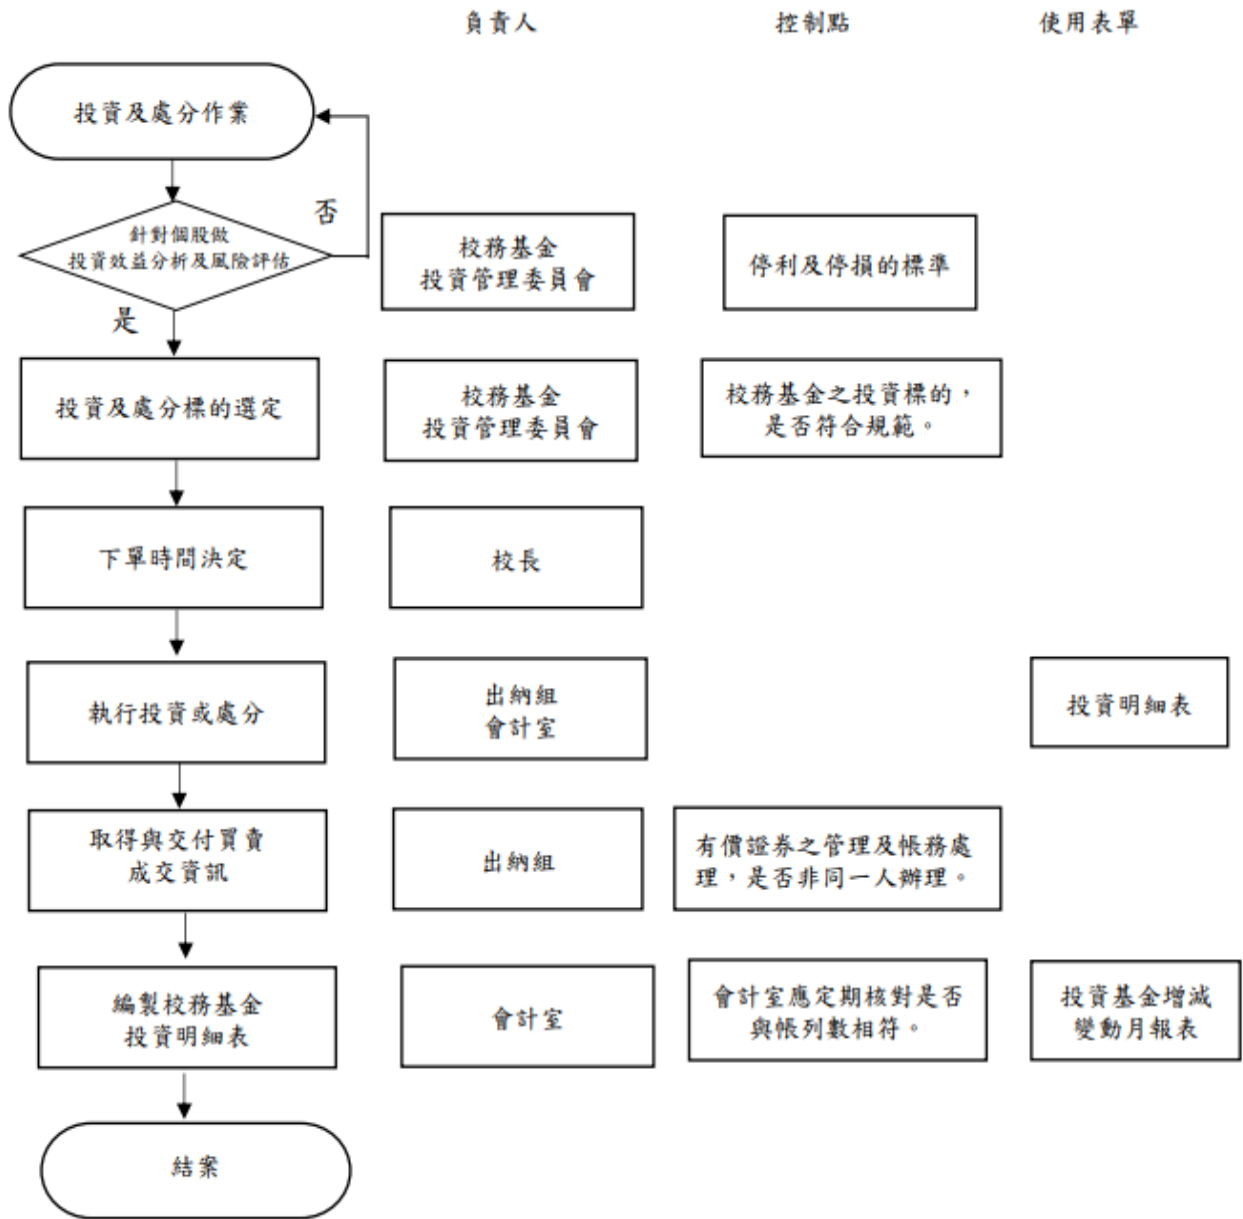 負責人
控制點
使用表單
投資及處分作業
否
針對個股做
投資效益分析及風險評估
校務基金
投資管理委員會
停利及停損的標準
是
投資及處分標的選定
校務基金
投資管理委員會
校務基金之投資標的，
是否符合規範。
下單時間決定
校長
執行投資或處分
出納組
會計室
投資明細表
取得與交付買賣
成交資訊
出納組
有價證券之管理及帳務處
理，是否非同一人辦理。
編製校務基金
投資明細表
會計室
會計室應定期核對是否
與帳列數相符。
投資基金增減
變動月報表
結案